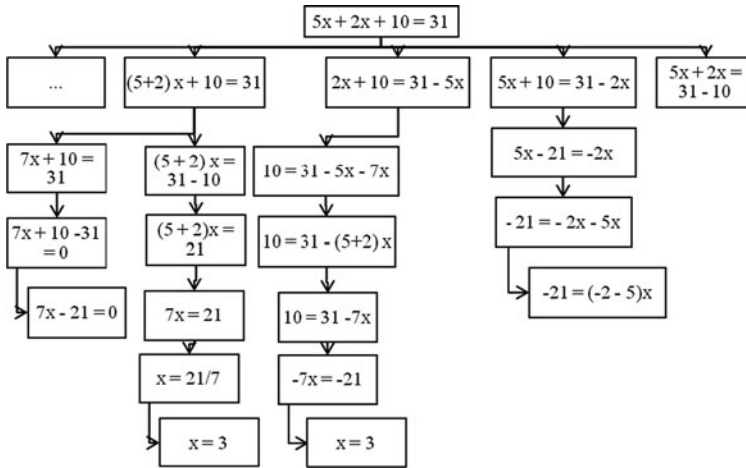 5x + 2x + 10 = 31
...
(5+2) x + 10 = 31
2x + 10 = 31 - 5x
5x + 10 = 31 - 2x
5x + 2x =
31 - 10
7x + 10 =
31
(5 + 2) x =
31 - 10
10 = 31 - 5x - 7x
5x - 21 = -2x
7x + 10 -31
= 0
(5 + 2)x =
21
10 = 31 - (5+2) x
- 21 = - 2x - 5x
7x - 21 = 0
7x = 21
10 = 31 -7x
-21 = (-2 - 5)x
x = 21/7
-7x = -21
x = 3
x = 3